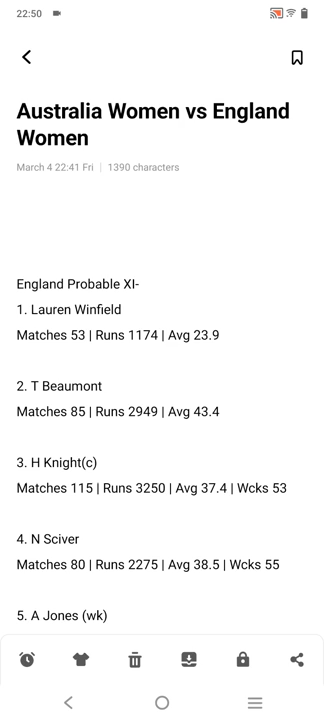 22:50
Australia Women vs England
Women
March 4 22:41 Fri | 1390 characters
England Probable XI-
1. Lauren Winfield
Matches 53 | Runs 1174 | Avg 23.9
2. T Beaumont
Matches 85 | Runs 2949 | Avg 43.4
3. H Knight(c)
Matches 115 | Runs 3250 | Avg 37.4 | Wcks 53
4. N Sciver
Matches 80 | Runs 2275 | Avg 38.5 | Wcks 55
5. A Jones (wk)